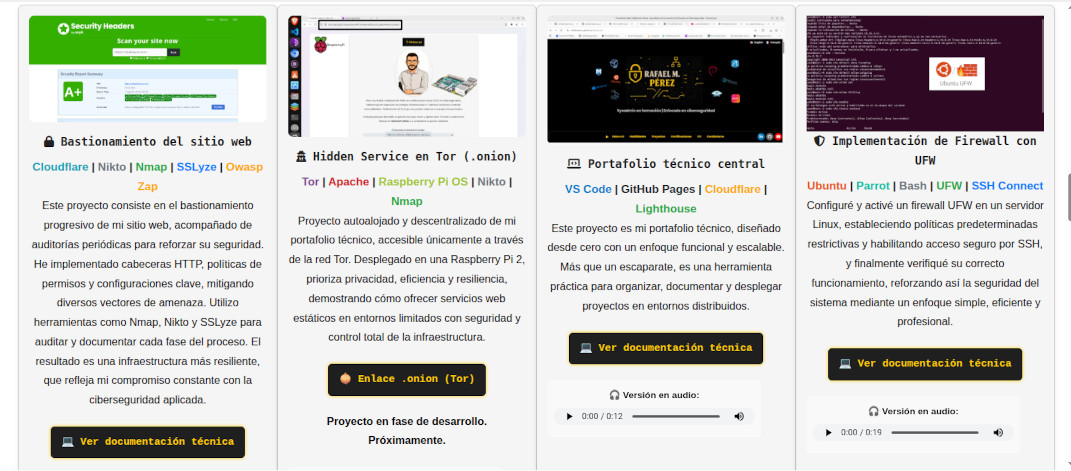 Security Headers
Scan your site now
Security Report Summary
A+
Bastionamiento del sitio web
Cloudflare | Nikto | Nmap | SSLyze | Owasp
Zap
Este proyecto consiste en el bastionamiento
progresivo de mi sitio web, acompañado de
auditorías periódicas para reforzar su seguridad.
He implementado cabeceras HTTP, políticas de
permisos y configuraciones clave, mitigando
diversos vectores de amenaza. Utilizo
herramientas como Nmap, Nikto y SSLyze para
auditar y documentar cada fase del proceso. El
resultado es una infraestructura más resiliente,
que refleja mi compromiso constante con la
ciberseguridad aplicada.
Ver documentación técnica
Hidden Service en Tor (.onion)
Tor | Apache | Raspberry Pi OS | Nikto |
Nmap
Proyecto autoalojado y descentralizado de mi
portafolio técnico, accesible únicamente a través
de la red Tor. Desplegado en una Raspberry Pi 2,
prioriza privacidad, eficiencia y resiliencia,
demostrando cómo ofrecer servicios web
estáticos en entornos limitados con seguridad y
control total de la infraestructura.
Enlace .onion (Tor)
Proyecto en fase de desarrollo.
Próximamente.
RAFAEL M.
PÉREZ
Portafolio técnico central
VS Code | GitHub Pages | Cloudflare |
Lighthouse
Este proyecto es mi portafolio técnico, diseñado
desde cero con un enfoque funcional y escalable.
Más que un escaparate, es una herramienta
práctica para organizar, documentar y desplegar
proyectos en entornos distribuidos.
Ver documentación técnica
Versión en audio:
0:00 / 0:12
Ubuntu UFW
Implementación de Firewall con
UFW
Ubuntu | Parrot | Bash | UFW | SSH Connect
Configuré y activé un firewall UFW en un servidor
Linux, estableciendo políticas predeterminadas
restrictivas y habilitando acceso seguro por SSH,
y finalmente verifiqué su correcto
funcionamiento, reforzando así la seguridad del
sistema mediante un enfoque simple, eficiente y
profesional.
Ver documentación técnica
Versión en audio:
0:00 / 0:19